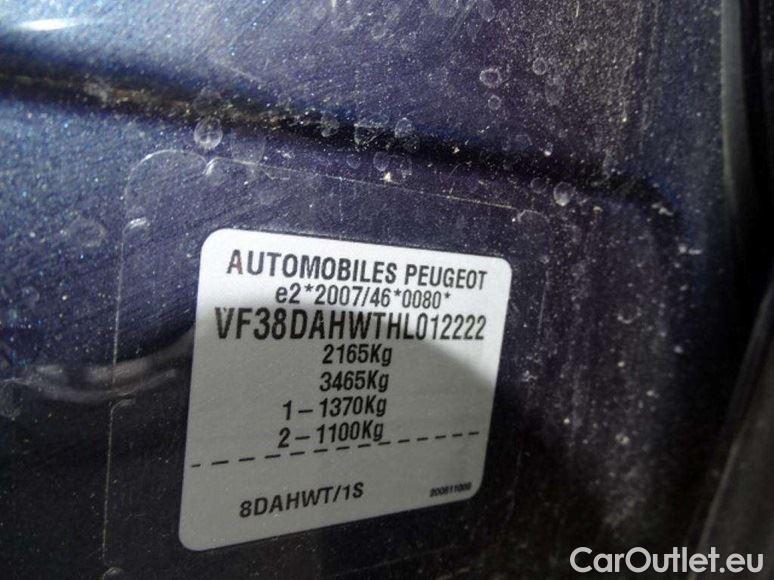 AUTOMOBILES PEUGEOT
e2*2007/46*0080*
VF38DAHWTHL012222
2165Kg
3465Kg
1-1370Kg
2-1100Kg
8DAHWT/1S
CarOutlet.eu